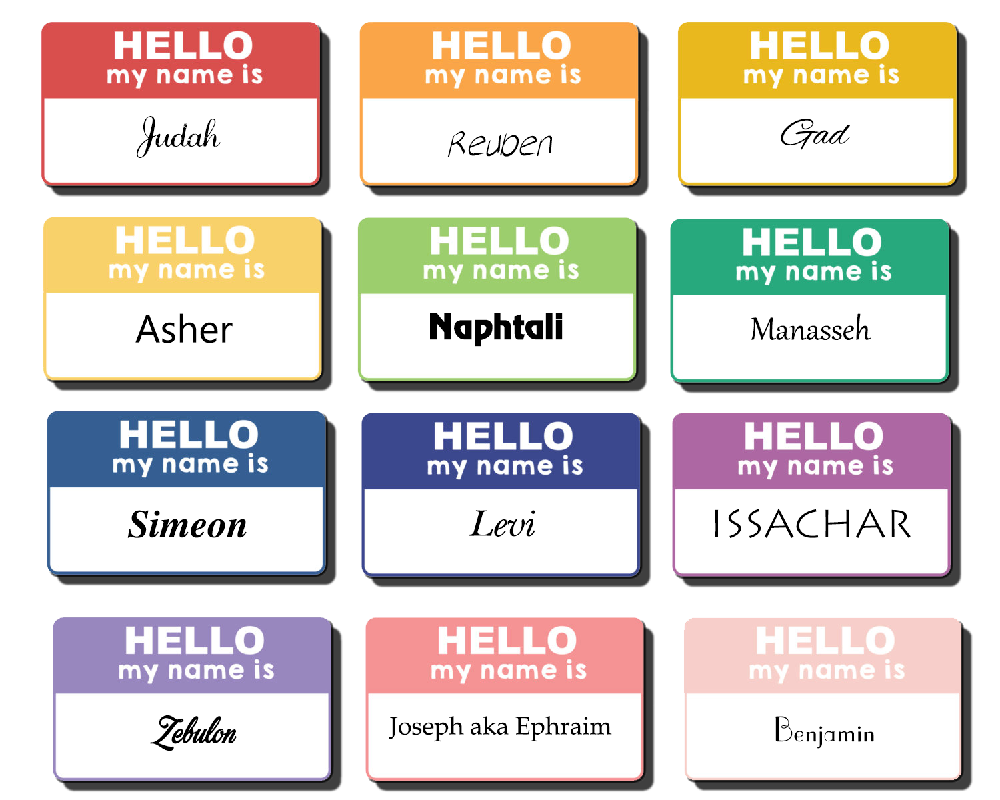 HELLO
my name is
Judah
HELLO
my name is
Reuben
HELLO
my name is
Gad
HELLO
my name is
Asher
HELLO
my name is
Naphtali
HELLO
my name is
Manasseh
HELLO
my name is
Simeon
HELLO
my name is
Levi
HELLO
my name is
ISSACHAR
HELLO
my name is
Zebulon
HELLO
my name is
Joseph aka Ephraim
HELLO
my name is
Benjamin